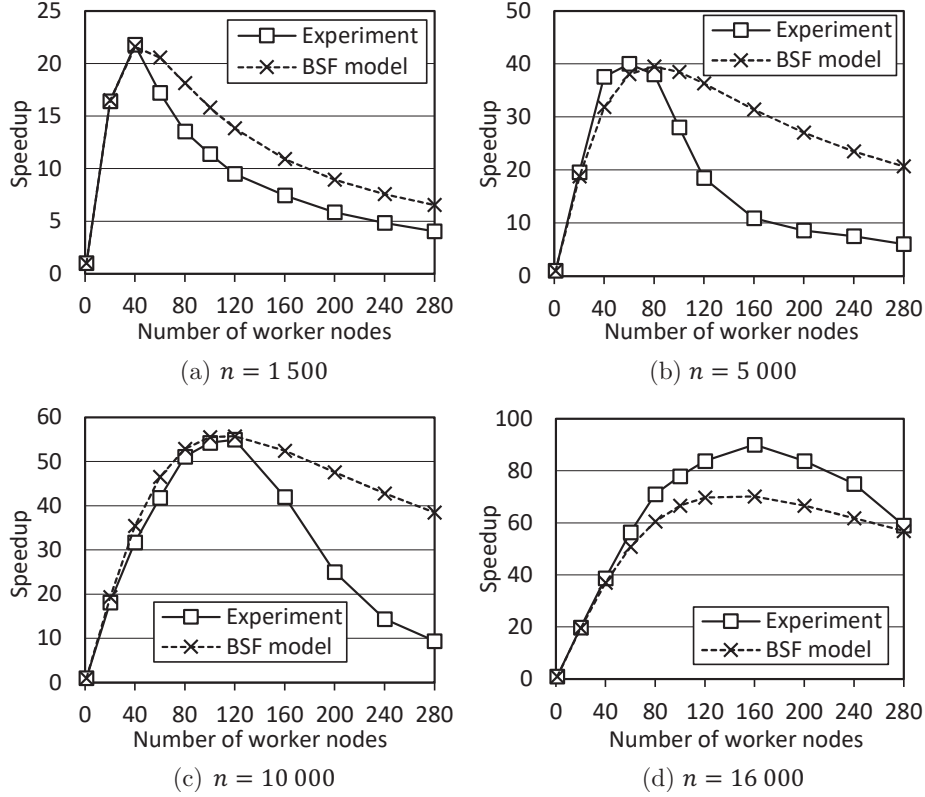 25
20
15
10
5
0
Speedup
Experiment
BSF model
0 40 80 120 160 200 240 280
Number of worker nodes
(a) n = 1 500
50
40
30
20
10
0
Speedup
Experiment
BSF model
0 40 80 120 160 200 240 280
Number of worker nodes
(b) n = 5 000
60
50
40
30
20
10
0
Speedup
Experiment
BSF model
0 40 80 120 160 200 240 280
Number of worker nodes
(c) n = 10 000
100
80
60
40
20
0
Speedup
Experiment
BSF model
0 40 80 120 160 200 240 280
Number of worker nodes
(d) n = 16 000